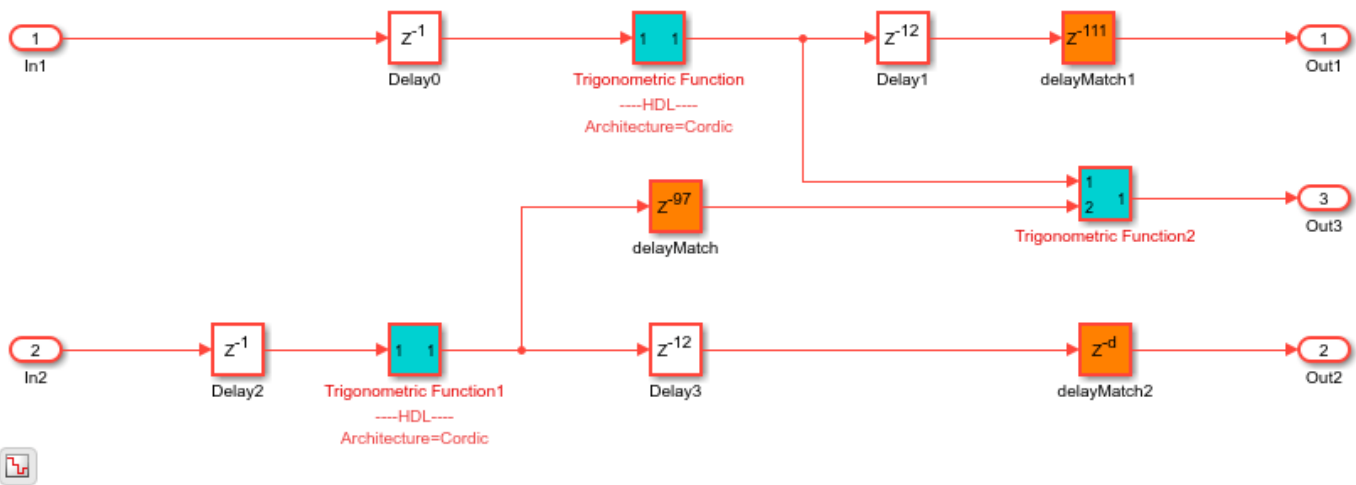 1
In1
Z-1
Delay0
1 1
Trigonometric Function
----HDL----
Architecture=Cordic
Z-12
Delay1
Z-111
delayMatch1
1
Out1
Z-97
delayMatch
1
2
1
Trigonometric Function2
3
Out3
2
In2
Z-1
Delay2
1 1
Trigonometric Function1
----HDL----
Architecture=Cordic
Z-12
Delay3
Z-d
delayMatch2
2
Out2